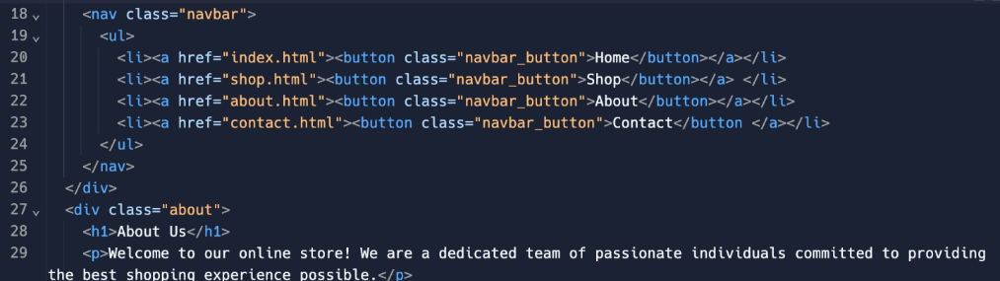 18 <nav class="navbar">
19 <ul>
20 <li><a href="index.html"><button class="navbar_button">Home</button></a></li>
21 <li><a href="shop.html"><button class="navbar_button">Shop</button></a> </li>
22 <li><a href="about.html"><button class="navbar_button">About</button></a></li>
23 <li><a href="contact.html"><button class="navbar_button">Contact</button </a></li>
24 </ul>
25 </nav>
26 </div>
27 <div class="about">
28 <h1>About Us</h1>
29 <p>Welcome to our online store! We are a dedicated team of passionate individuals committed to providing
the best shopping experience possible.</p>